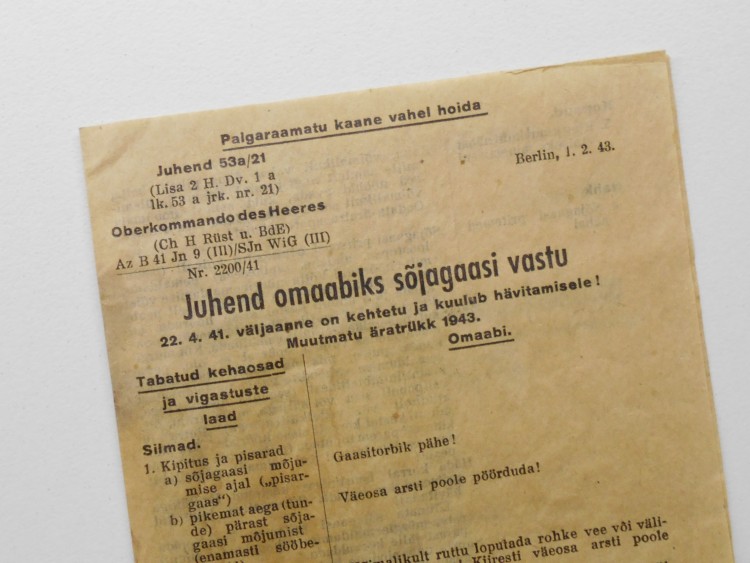 Palgaraamatu kaane vahel hoida
Juhend 53a/21
(Lisa 2 H. Dv. 1 a
lk. 53 a jrk. nr. 21)
Berlin, 1. 2. 43.
Oberkommando des Heeres
(Ch H Rüst u. BdE)
Az B 41 Jn 9 (III)/SJn WiG (III)
Nr. 2200/41
Juhend omaabiks sõjagaasi vastu
22. 4. 41. väljaanne on kehtetu ja kuulub hävitamisele!
Muutmatu äratrükk 1943.
Tabatud kehaosad
ja vigastuste
laad
Omaabi.
Silmad.
1. Kipitus ja pisarad
a) sõjagaasi mõju-
mise ajal („pisar-
gaas“)
b) pikemat aega (tun-
de) pärast sõja-
gaasi mõjumist
(enamasti sööbe-
Gaasitorbik pähe!
Väeosa arsti poole pöörduda!
ruttu loputada rohke vee või väli-
Kiiresti väeosa arsti poole